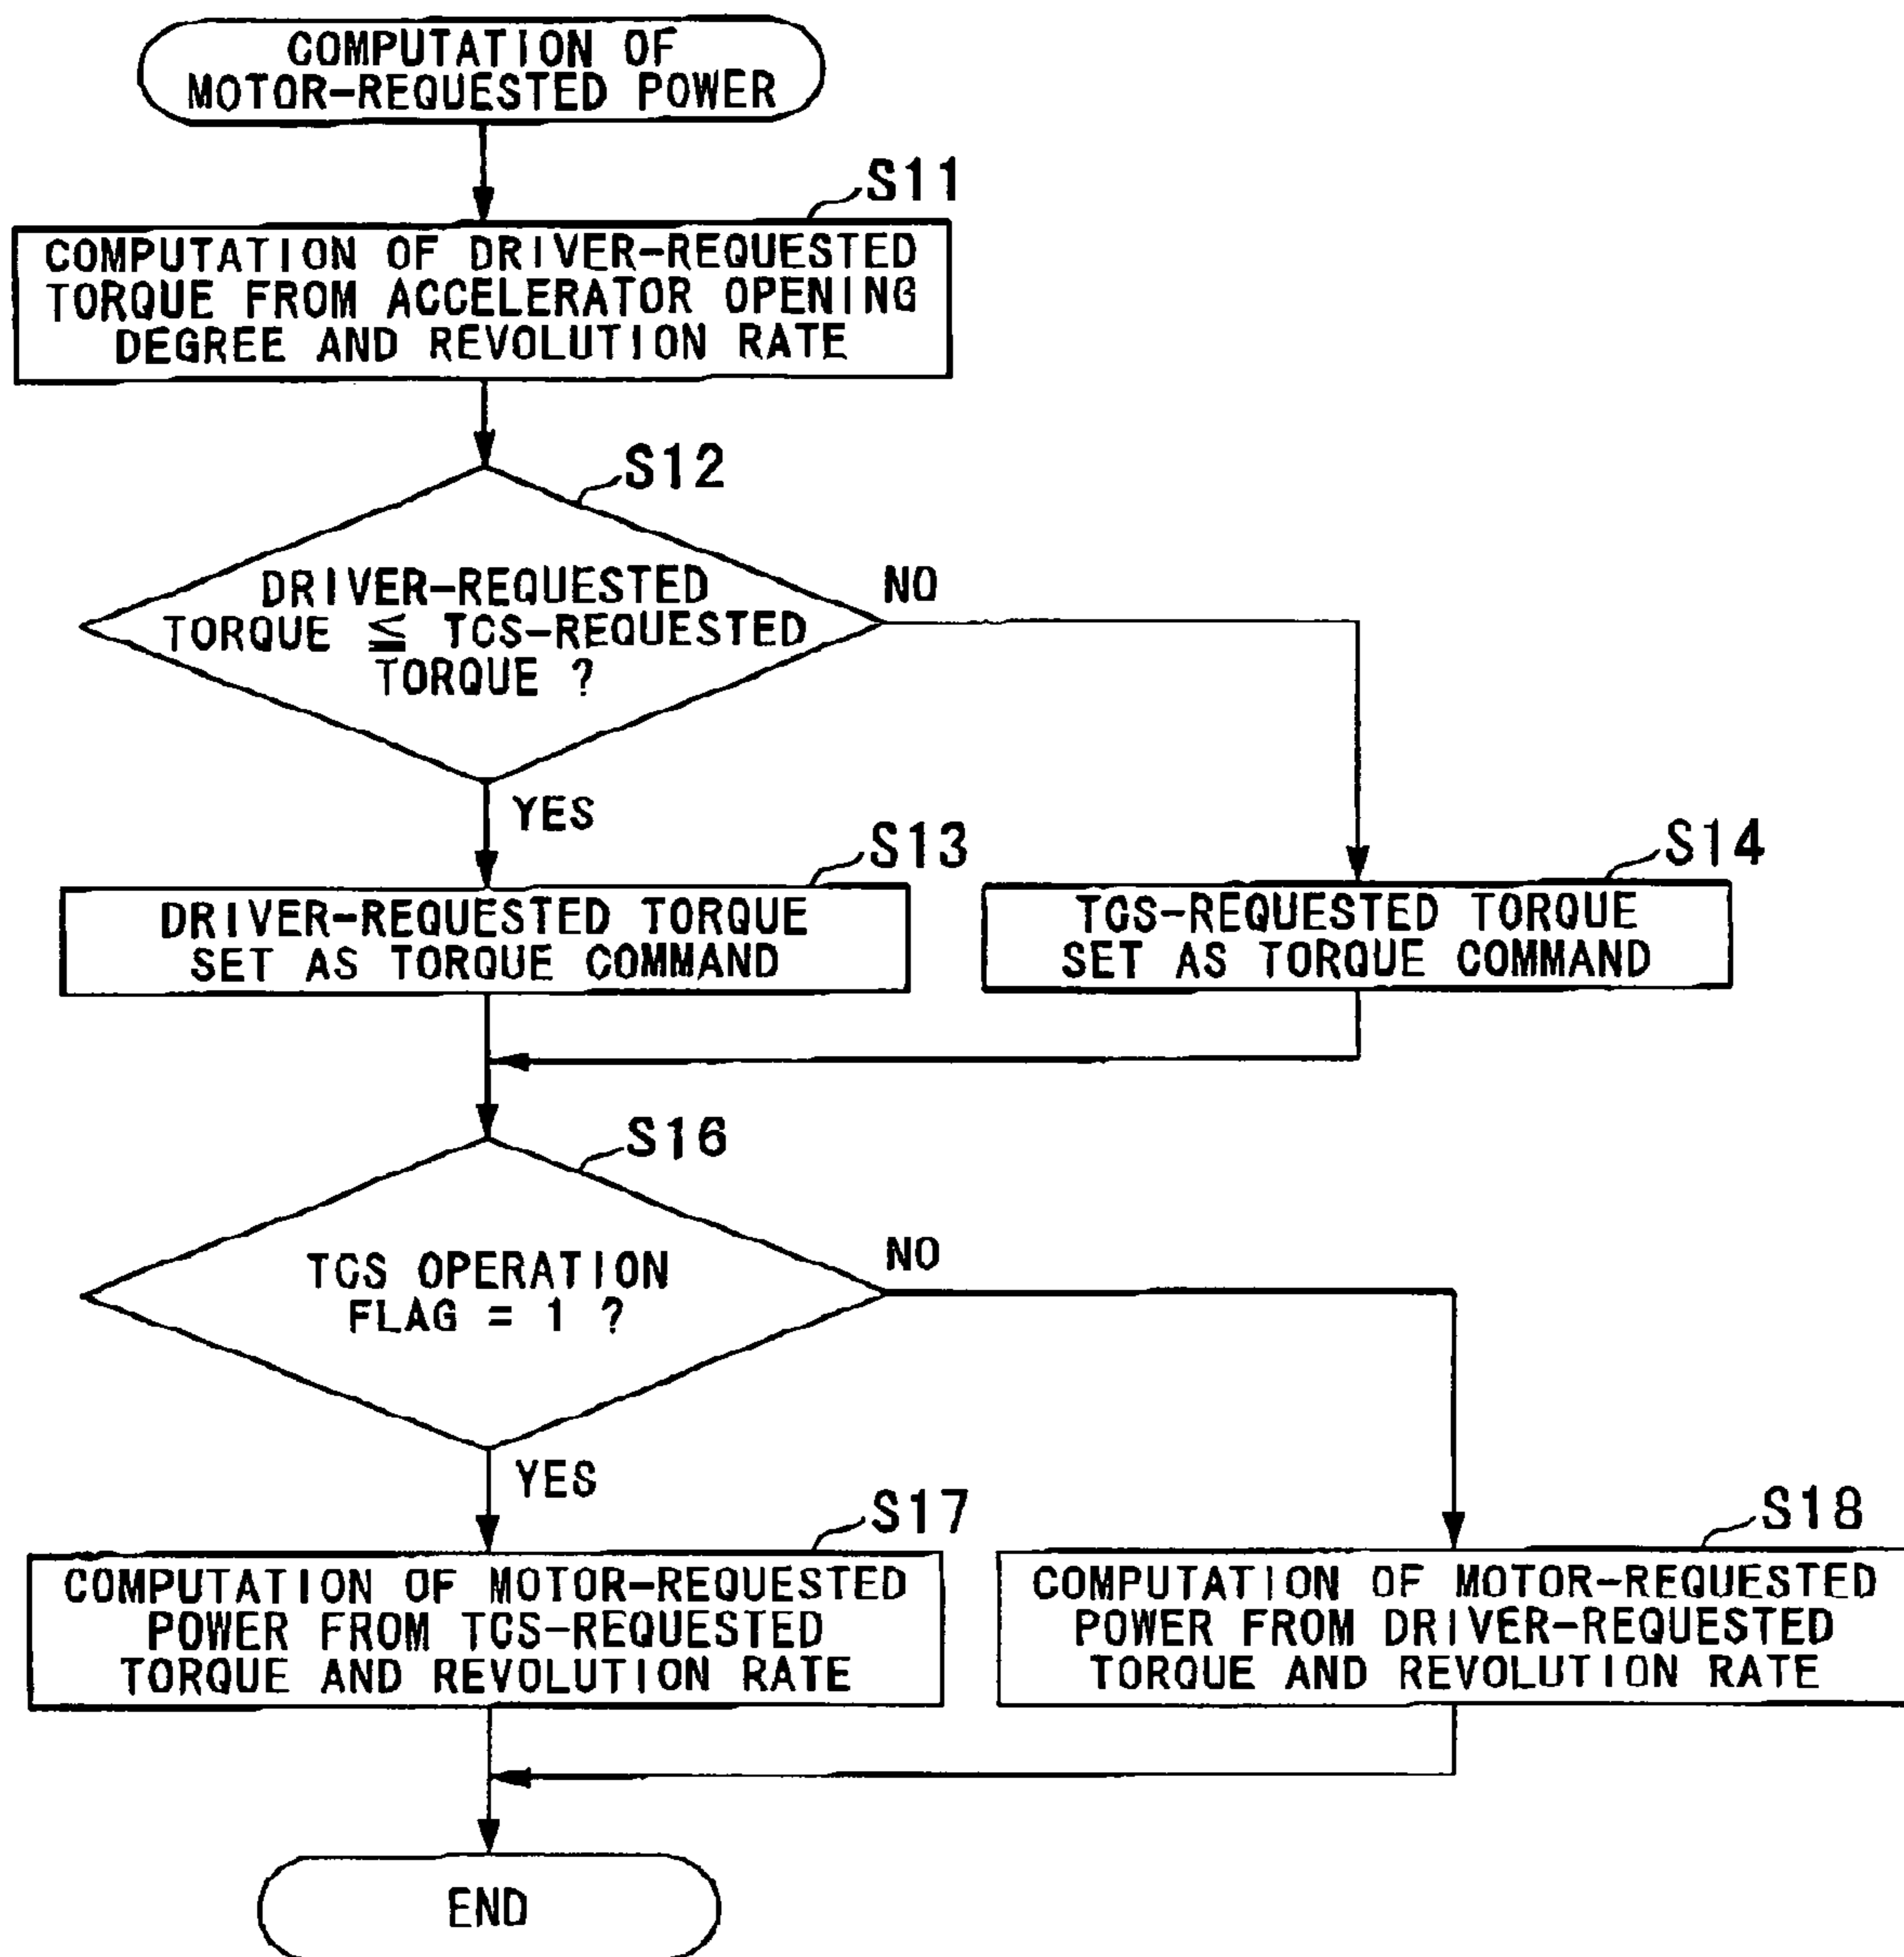 COMPUTATION OF
MOTOR-REQUESTED POWER
S11
COMPUTATION OF DRIVER-REQUESTED
TORQUE FROM ACCELERATOR OPENING
DEGREE AND REVOLUTION RATE
S12
DRIVER-REQUESTED
TORQUE ≦ TCS-REQUESTED
TORQUE ?
NO
YES
S13
DRIVER-REQUESTED TORQUE
SET AS TORQUE COMMAND
S14
TCS-REQUESTED TORQUE
SET AS TORQUE COMMAND
S16
TCS OPERATION
FLAG = 1 ?
NO
YES
S17
COMPUTATION OF MOTOR-REQUESTED
POWER FROM TCS-REQUESTED
TORQUE AND REVOLUTION RATE
S18
COMPUTATION OF MOTOR-REQUESTED
POWER FROM DRIVER-REQUESTED
TORQUE AND REVOLUTION RATE
END